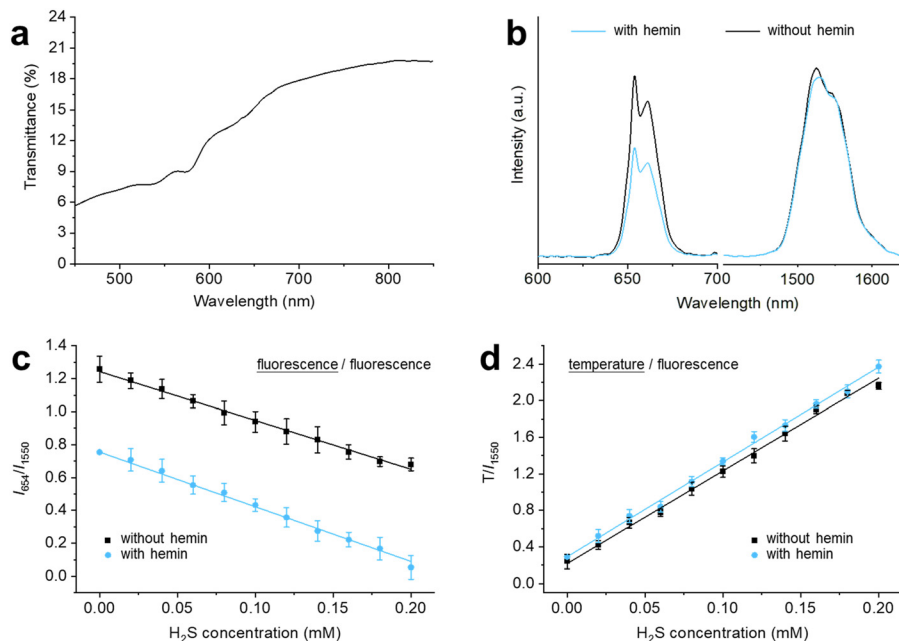 a
Transmittance (%)
24
21
18
15
12
9
6
3
0
500
600
700
800
Wavelength (nm)
b
with hemin
without hemin
Intensity (a.u.)
600
650
700
1500
1600
Wavelength (nm)
c
fluorescence / fluorescence
I654/I1550
1.4
1.2
1.0
0.8
0.6
0.4
0.2
0.0
without hemin
with hemin
0.00
0.05
0.10
0.15
0.20
H2S concentration (mM)
d
temperature / fluorescence
T/I1550
2.4
2.0
1.6
1.2
0.8
0.4
0.0
without hemin
with hemin
0.00
0.05
0.10
0.15
0.20
H2S concentration (mM)